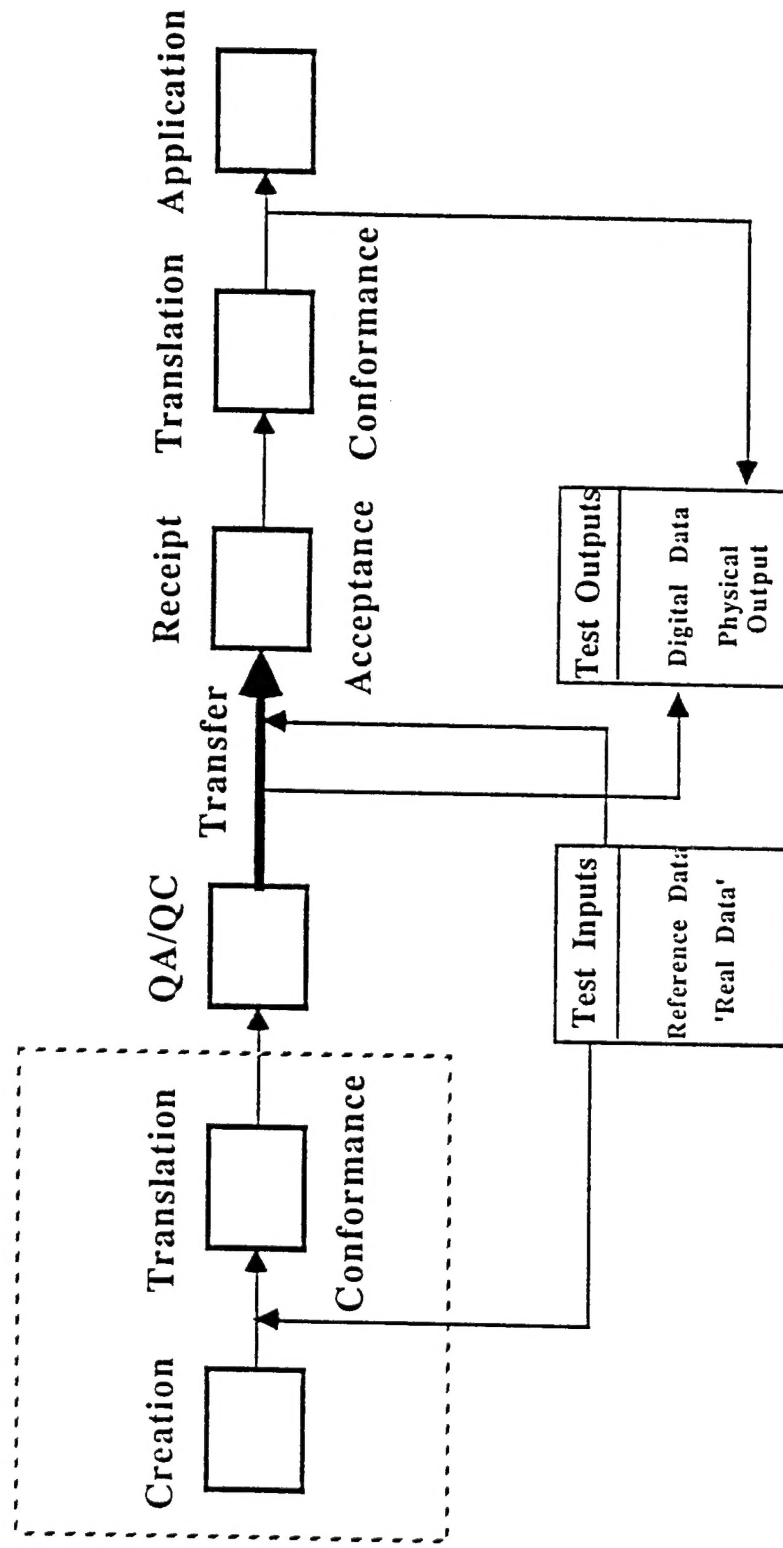 Creation
Translation
QA/QC
Transfer
Receipt
Translation
Application
Conformance
Acceptance
Conformance
Test Inputs
Reference Data
'Real Data'
Test Outputs
Digital Data
Physical
Output